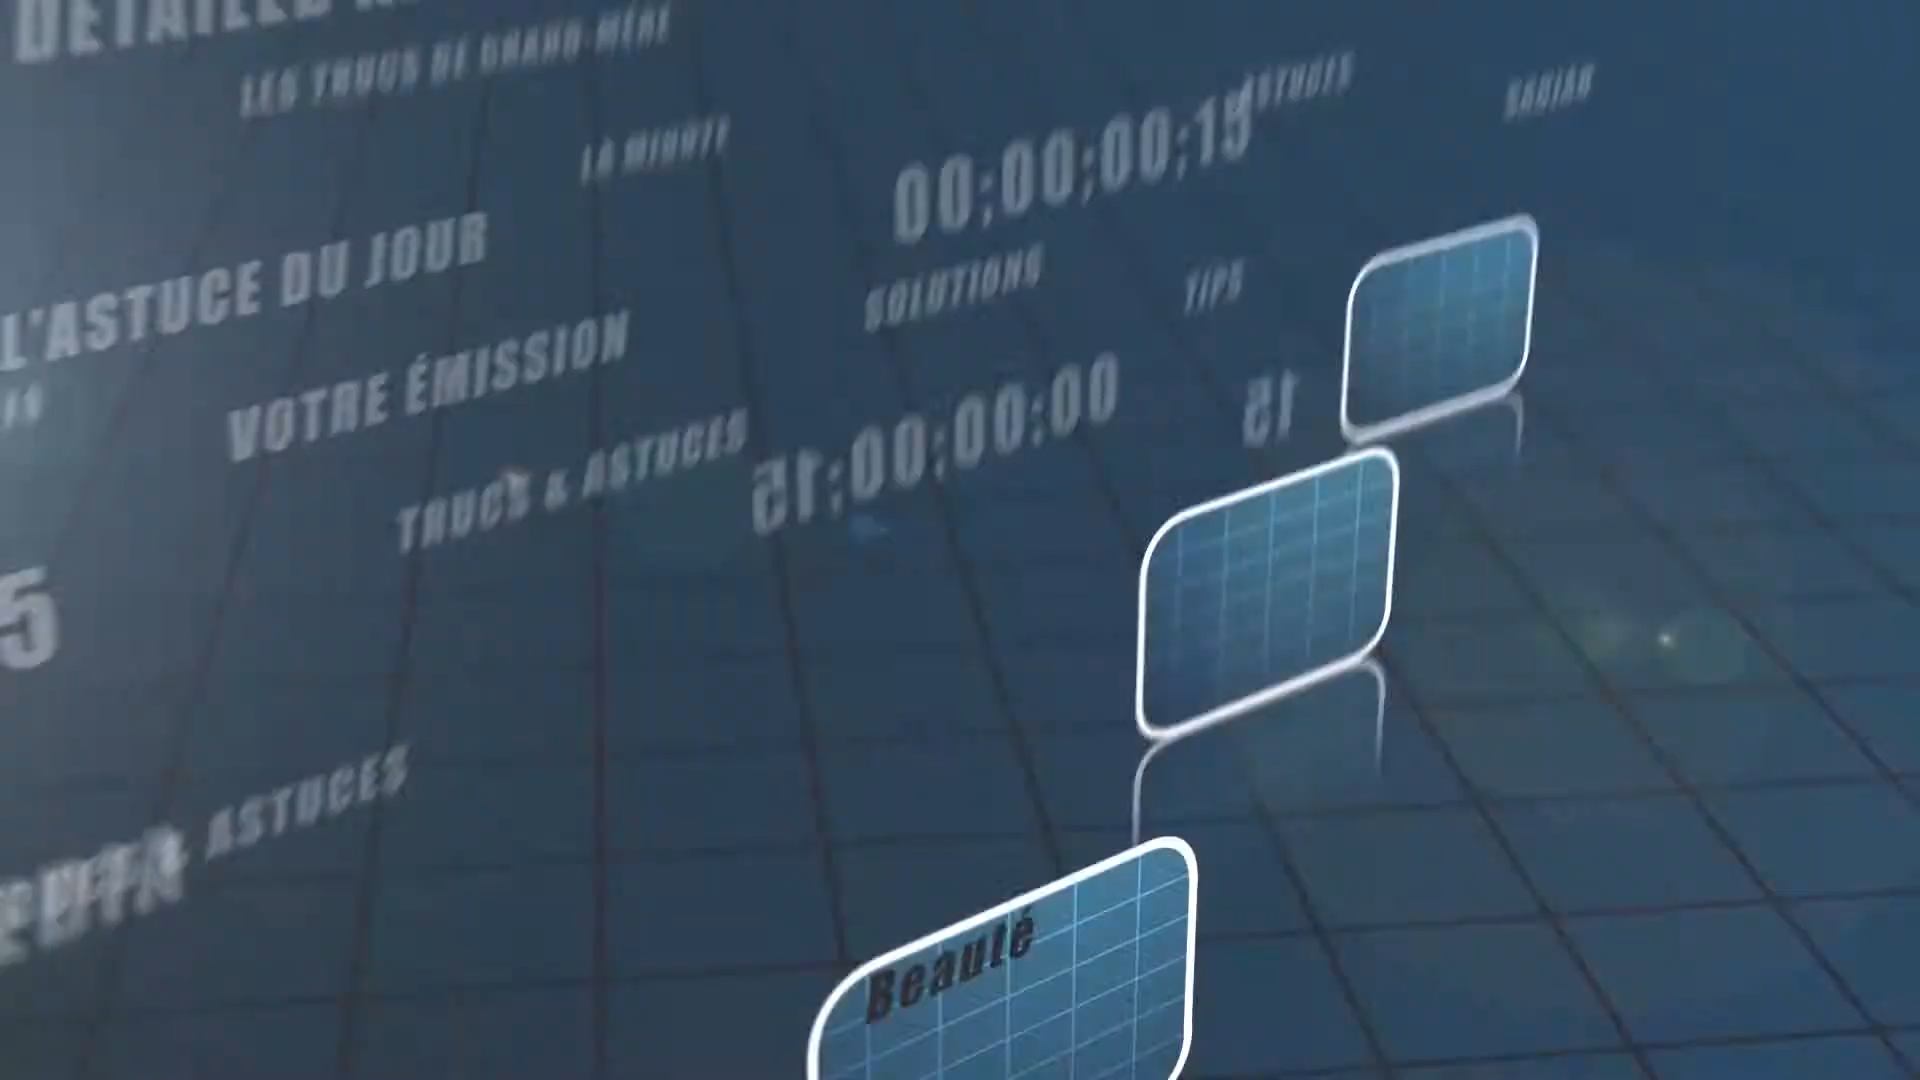 DETAILED
LES TRUCS DE GRAND-MÈRE
LA MINUTE
00;00;00;15
ASTUCES
L'ASTUCE DU JOUR
SOLUTIONS
TIPS
VOTRE ÉMISSION
TRUCS & ASTUCES
00;00;00;15
15
5
& ASTUCES
Beauté